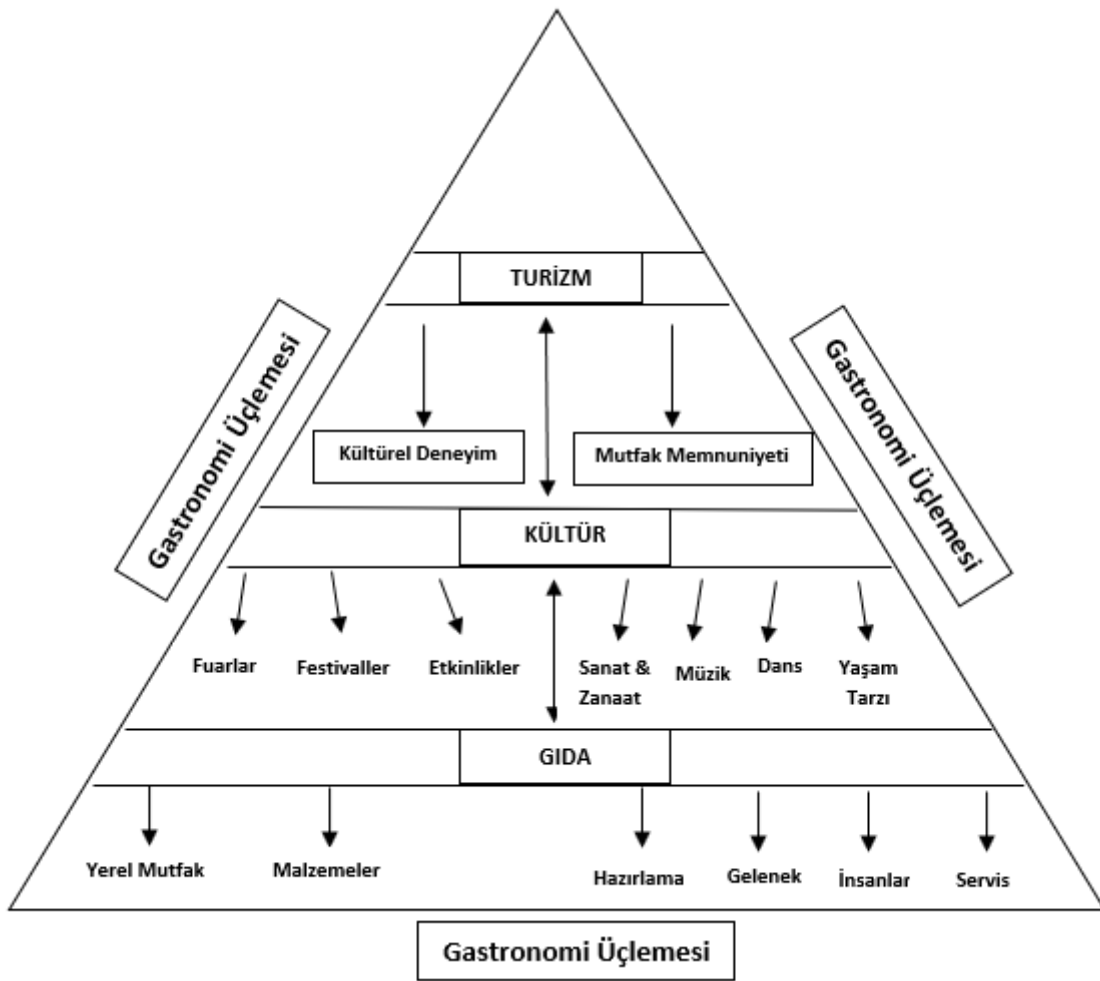 TURİZM
Gastronomi Üçlemesi
Gastronomi Üçlemesi
Kültürel Deneyim
Mutfak Memnuniyeti
KÜLTÜR
Fuarlar
Festivaller
Etkinlikler
Sanat &
Zanaat
Müzik
Dans
Yaşam
Tarzı
GIDA
Yerel Mutfak
Malzemeler
Hazırlama
Gelenek
İnsanlar
Servis
Gastronomi Üçlemesi